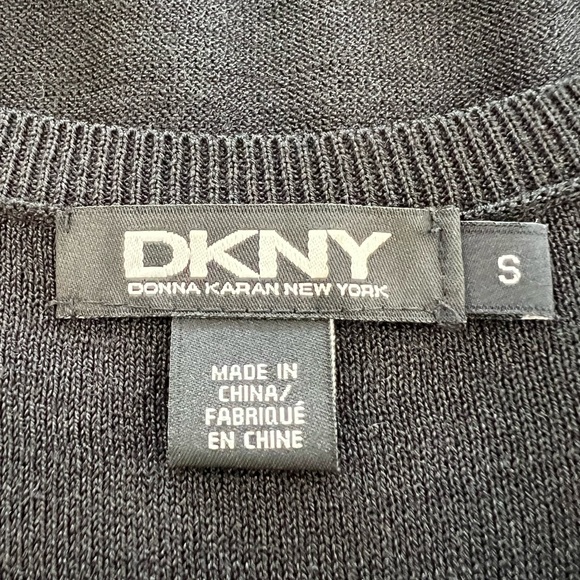 DKNY
DONNA KARAN NEW YORK
S
MADE IN
CHINA/
FABRIQUÉ
EN CHINE